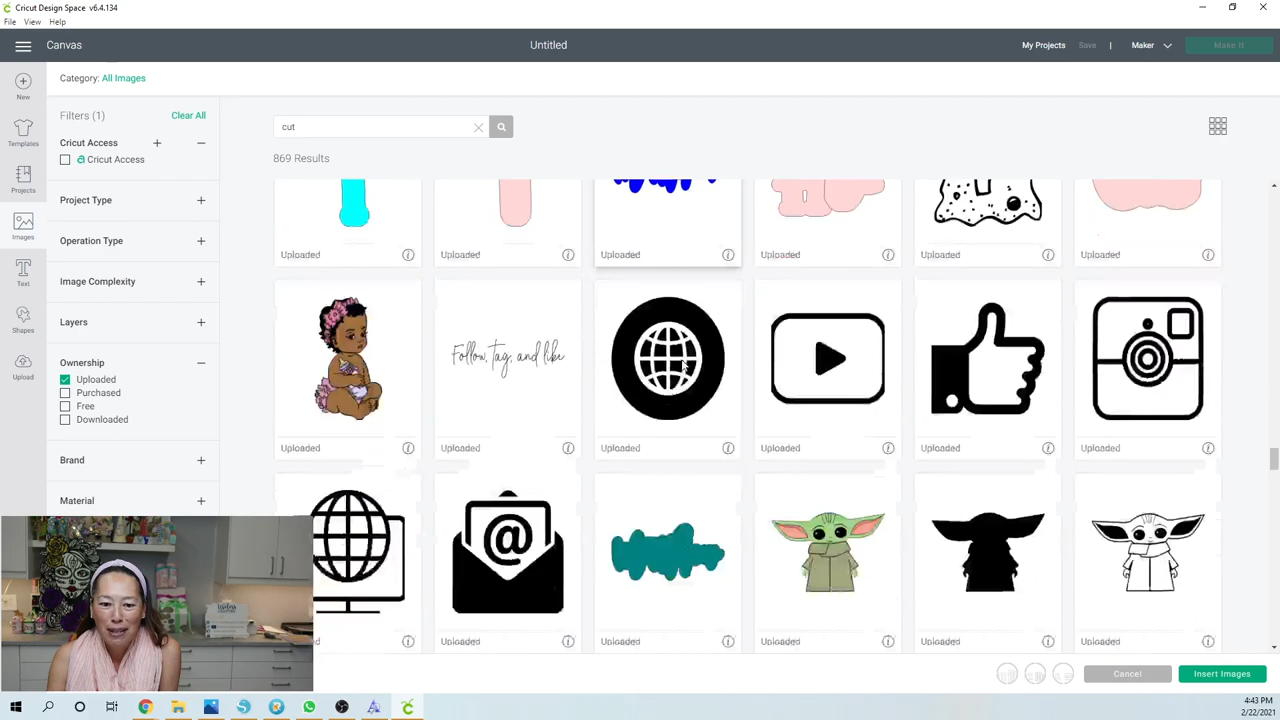 Cricut Design Space v6.4.134
File View Help
Canvas
Untitled
My Projects Save | Maker Make It
Category: All Images
New
Templates
Projects
Images
Text
Shapes
Upload
Filters (1) Clear All
Cricut Access + −
Cricut Access
Project Type +
Operation Type +
Image Complexity +
Layers +
Ownership −
Uploaded
Purchased
Free
Downloaded
Brand +
Material +
cut
869 Results
Uploaded Uploaded Uploaded Uploaded Uploaded Uploaded
Follow, tag, and like
Uploaded Uploaded Uploaded Uploaded Uploaded Uploaded
@
Uploaded Uploaded Uploaded Uploaded Uploaded
Cancel Insert Images
4:43 PM
2/22/2021